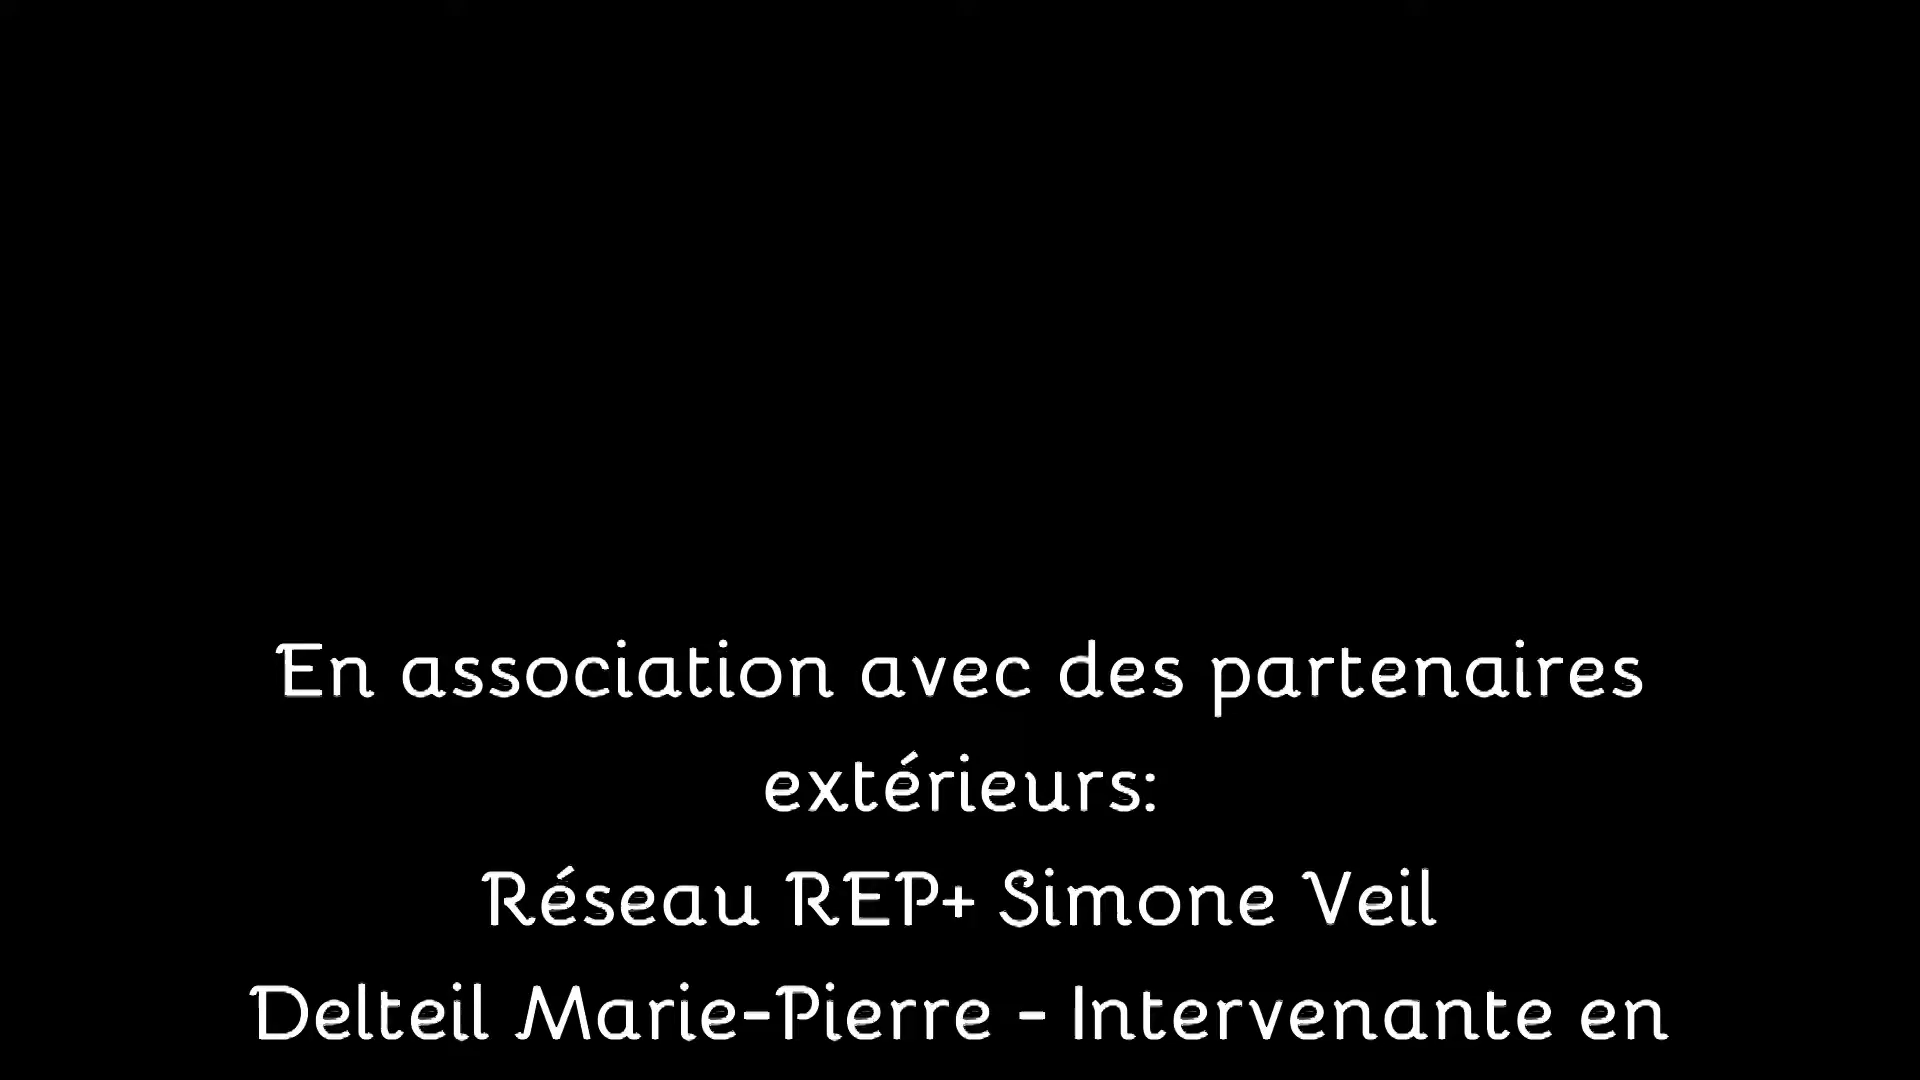 En association avec des partenaires
extérieurs:
Réseau REP+ Simone Veil
Delteil Marie-Pierre - Intervenante en